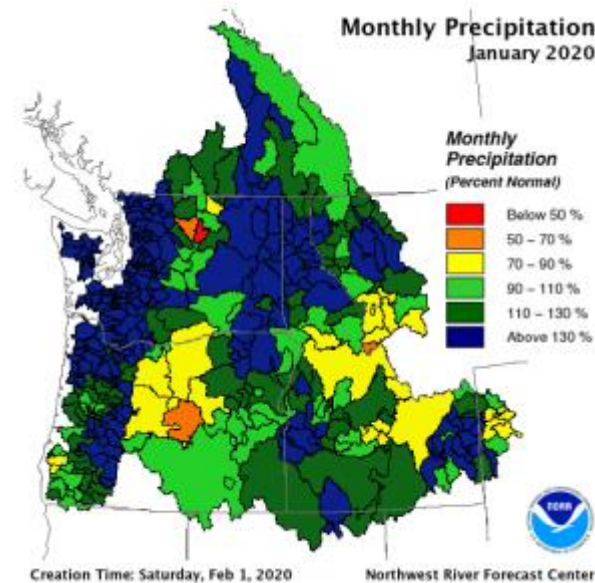 Monthly Precipitation
January 2020
Monthly
Precipitation
(Percent Normal)
Below 50 %
50 – 70 %
70 – 90 %
90 – 110 %
110 – 130 %
Above 130 %
NOAA
Creation Time: Saturday, Feb 1, 2020
Northwest River Forecast Center